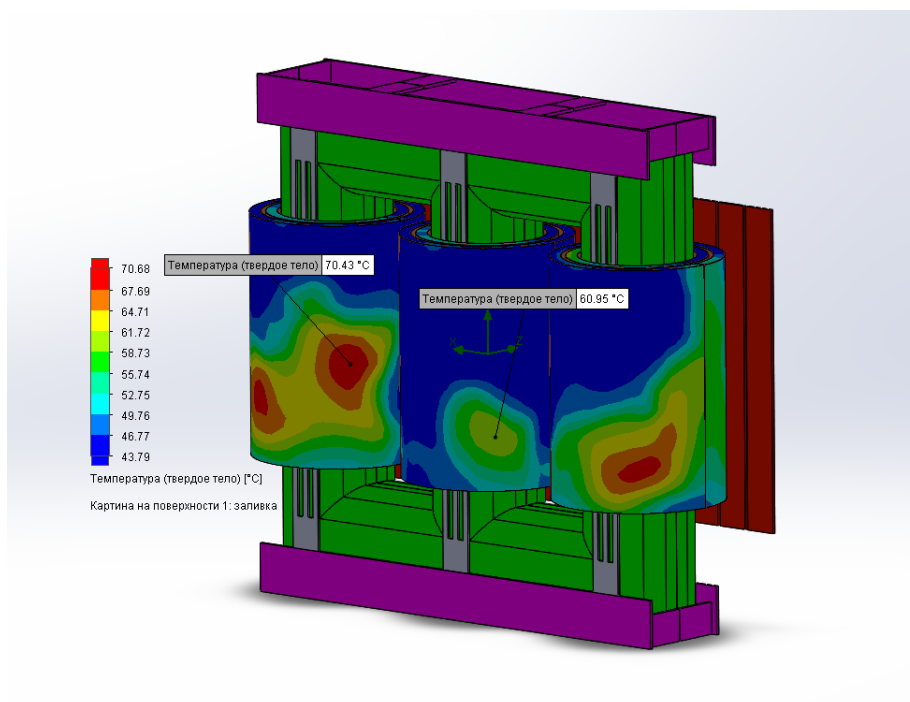 Температура (твердое тело) 70.43 °C
Температура (твердое тело) 60.95 °C
70.68
67.69
64.71
61.72
58.73
55.74
52.75
49.76
46.77
43.79
Температура (твердое тело) [°C]
Картина на поверхности 1: заливка